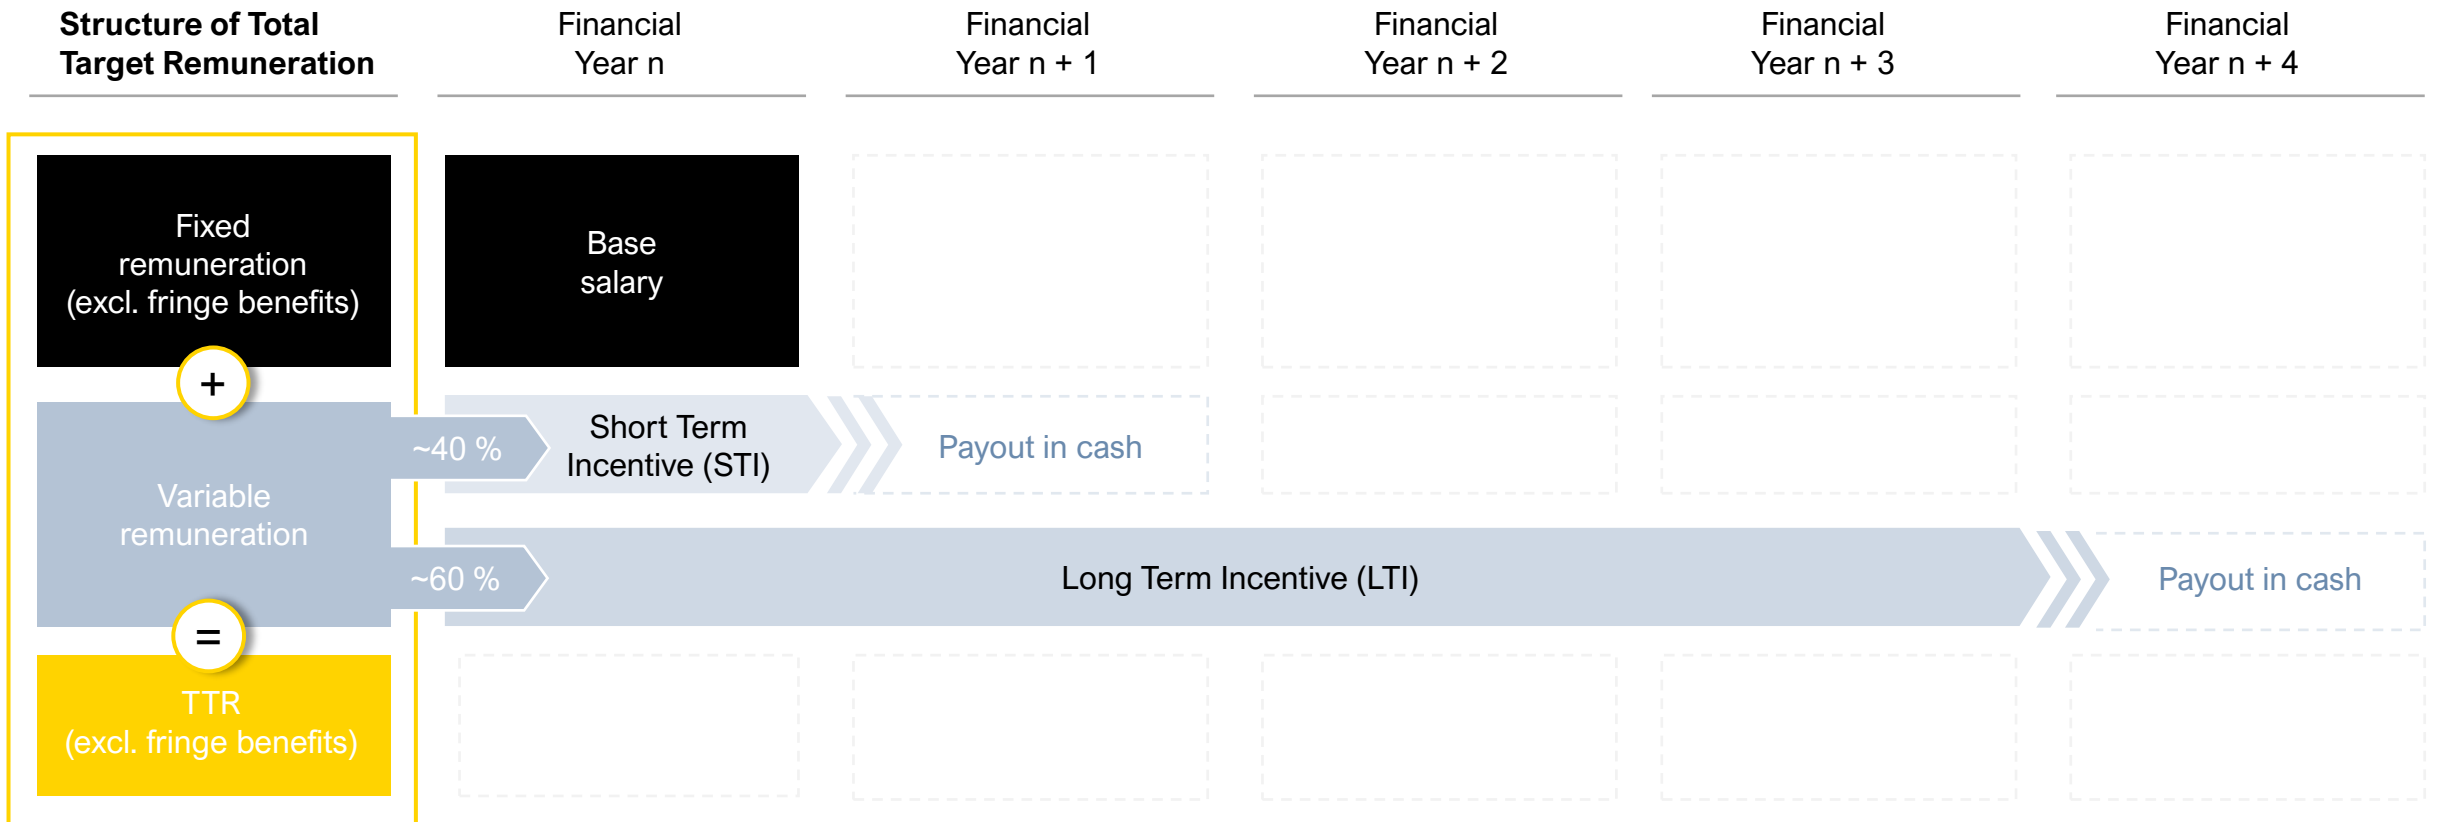 Structure of Total
Target Remuneration
Financial
Year n
Financial
Year n + 1
Financial
Year n + 2
Financial
Year n + 3
Financial
Year n + 4
Fixed
remuneration
(excl. fringe benefits)
Base
salary
+
Variable
remuneration
~40 %
Short Term
Incentive (STI)
Payout in cash
~60 %
Long Term Incentive (LTI)
Payout in cash
=
TTR
(excl. fringe benefits)